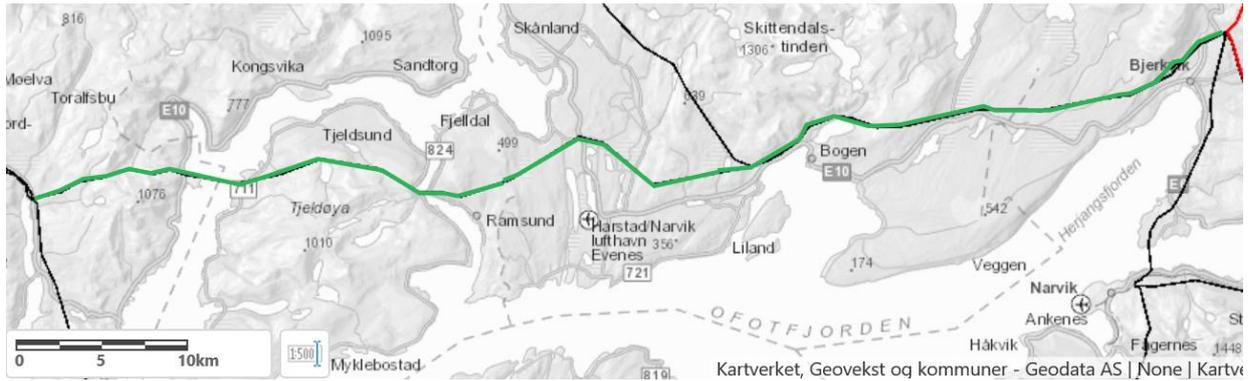 816
1095
Skånland
Skittendals-
tinden
1306
Moelva
Kongsvika
Sandtorg
Bjerkvik
Toralfsbu
E10
777
639
ord-
Tjeldsund
Fjelldal
824
499
Bogen
E10
711
1076
Tjeldøya
Ramsund
Harstad/Narvik
lufthavn
Evenes
356
542
Herjangsfjorden
1010
Liland
721
174
Veggen
Narvik
Ankenes
OFOTFJORDEN
0 5 10km
1:500
Myklebostad
Håkvik
Fagernes
1448
819
Kartverket, Geovekst og kommuner - Geodata AS | None | Kartve